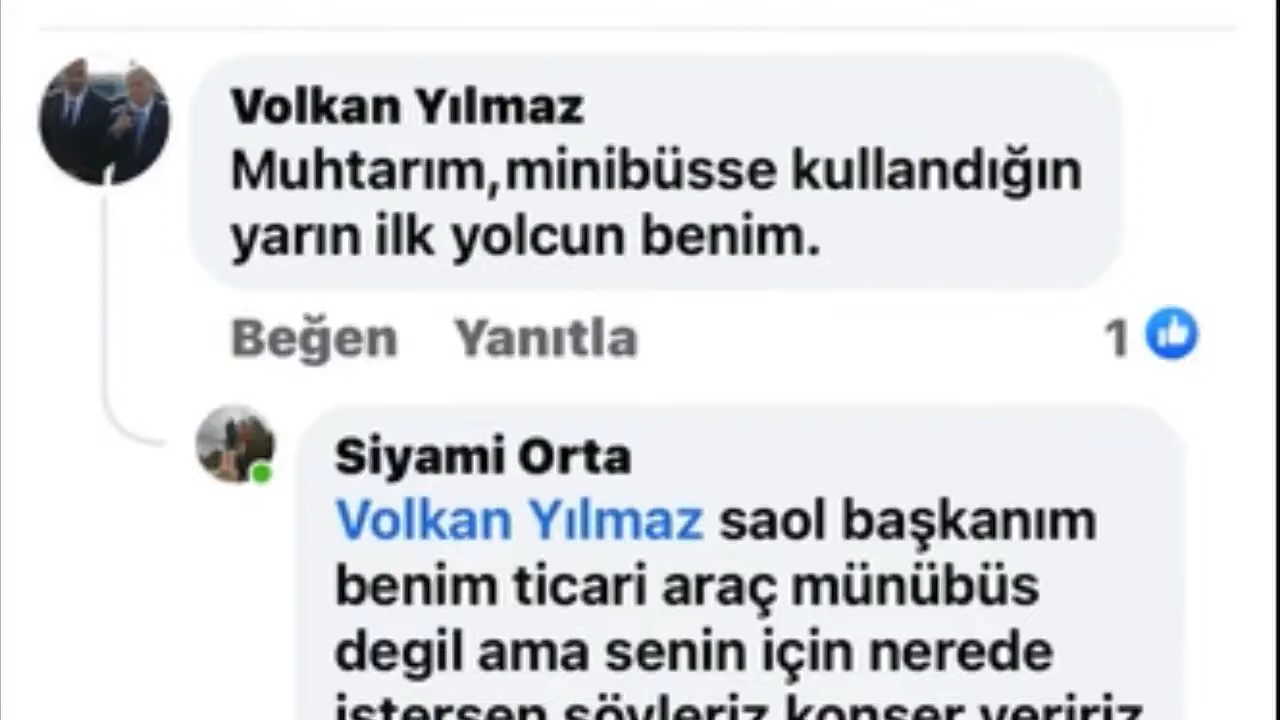 Volkan Yılmaz
Muhtarım,minibüsse kullandığın
yarın ilk yolcun benim.
Beğen Yanıtla 1
Siyami Orta
Volkan Yılmaz saol başkanım
benim ticari araç münübüs
degil ama senin için nerede
istersen söyleriz konser veririz